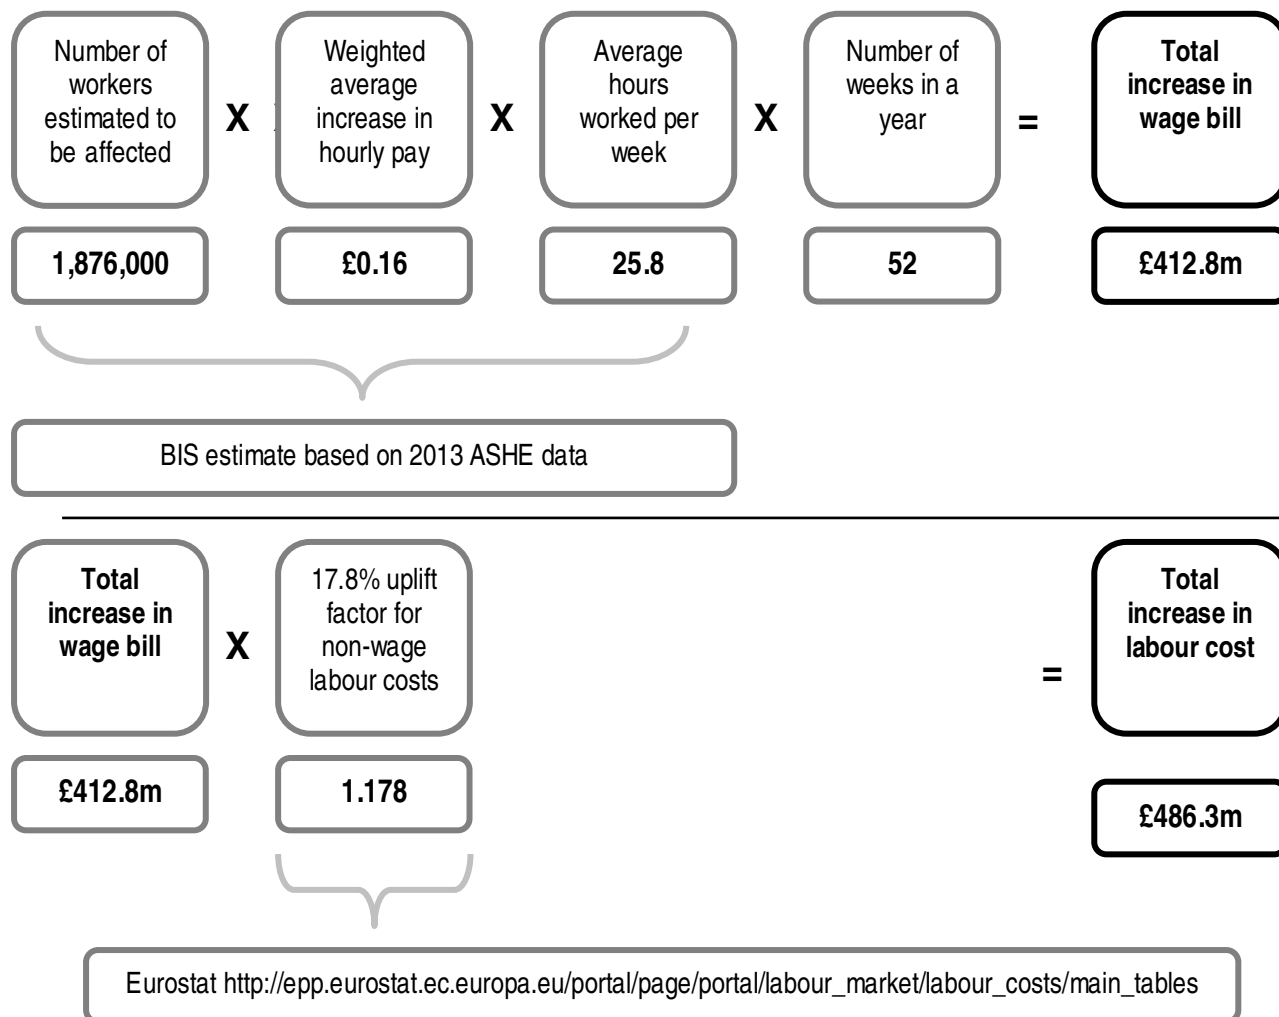 Number of
workers
estimated to
be affected
X
Weighted
average
increase in
hourly pay
X
Average
hours
worked per
week
X
Number of
weeks in a
year
=
Total
increase in
wage bill
1,876,000
£0.16
25.8
52
£412.8m
BIS estimate based on 2013 ASHE data
Total
increase in
wage bill
X
17.8% uplift
factor for
non-wage
labour costs
=
Total
increase in
labour cost
£412.8m
1.178
£486.3m
Eurostat http://epp.eurostat.ec.europa.eu/portal/page/portal/labour_market/labour_costs/main_tables